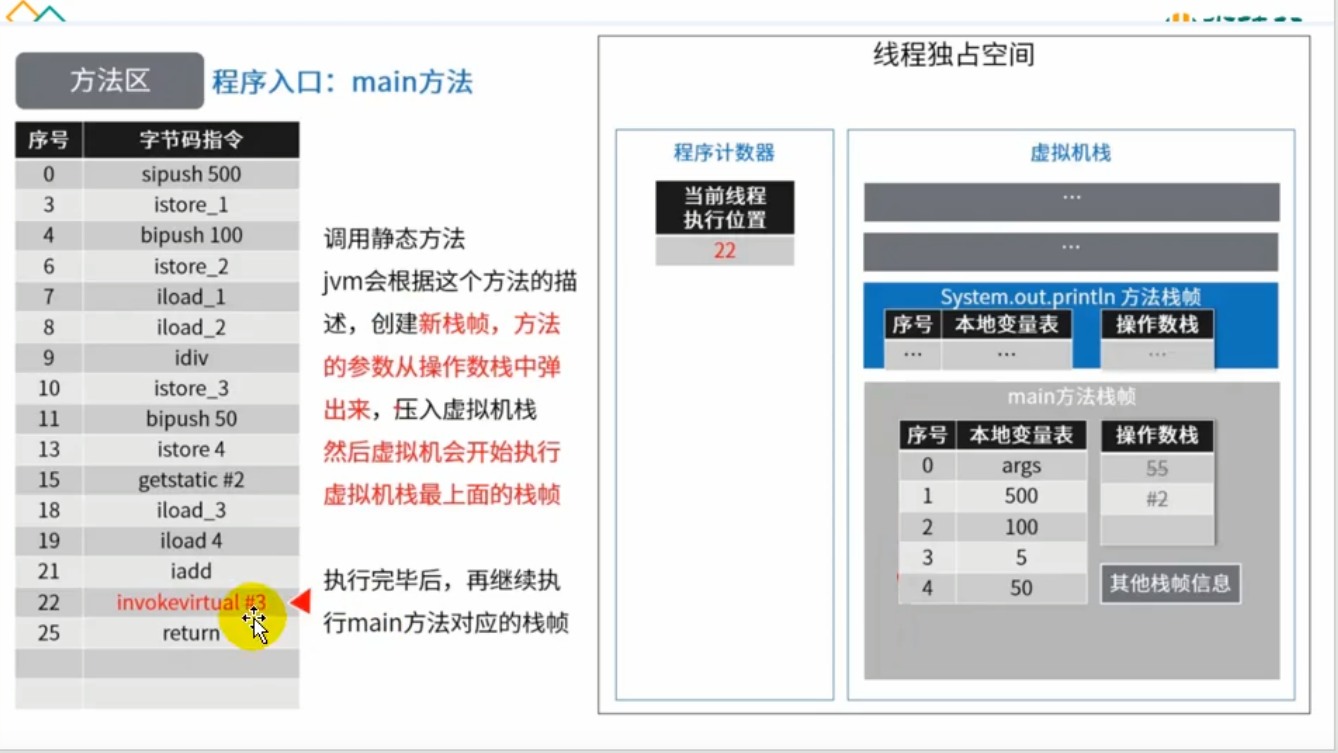 方法区 程序入口：main方法
序号 字节码指令
0 sipush 500
3 istore_1
4 bipush 100
6 istore_2
7 iload_1
8 iload_2
9 idiv
10 istore_3
11 bipush 50
13 istore 4
15 getstatic #2
18 iload_3
19 iload 4
21 iadd
22 invokevirtual #3
25 return
调用静态方法
jvm会根据这个方法的描
述，创建新栈帧，方法
的参数从操作数栈中弹
出来，压入虚拟机栈
然后虚拟机会开始执行
虚拟机栈最上面的栈帧
执行完毕后，再继续执
行main方法对应的栈帧
线程独占空间
程序计数器
当前线程
执行位置
22
虚拟机栈
...
...
System.out.println 方法栈帧
序号 本地变量表 操作数栈
... ... ...
main方法栈帧
序号 本地变量表 操作数栈
0 args 55
1 500 #2
2 100
3 5
4 50
其他栈帧信息